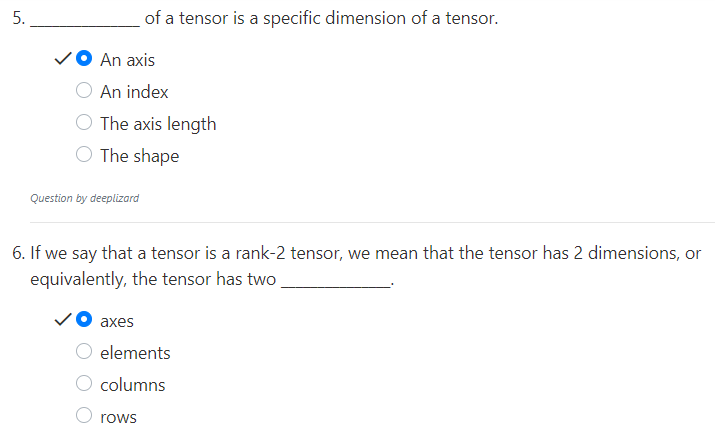 5. _______________ of a tensor is a specific dimension of a tensor.
An axis
An index
The axis length
The shape
Question by deeplizard
6. If we say that a tensor is a rank-2 tensor, we mean that the tensor has 2 dimensions, or
equivalently, the tensor has two _______________.
axes
elements
columns
rows